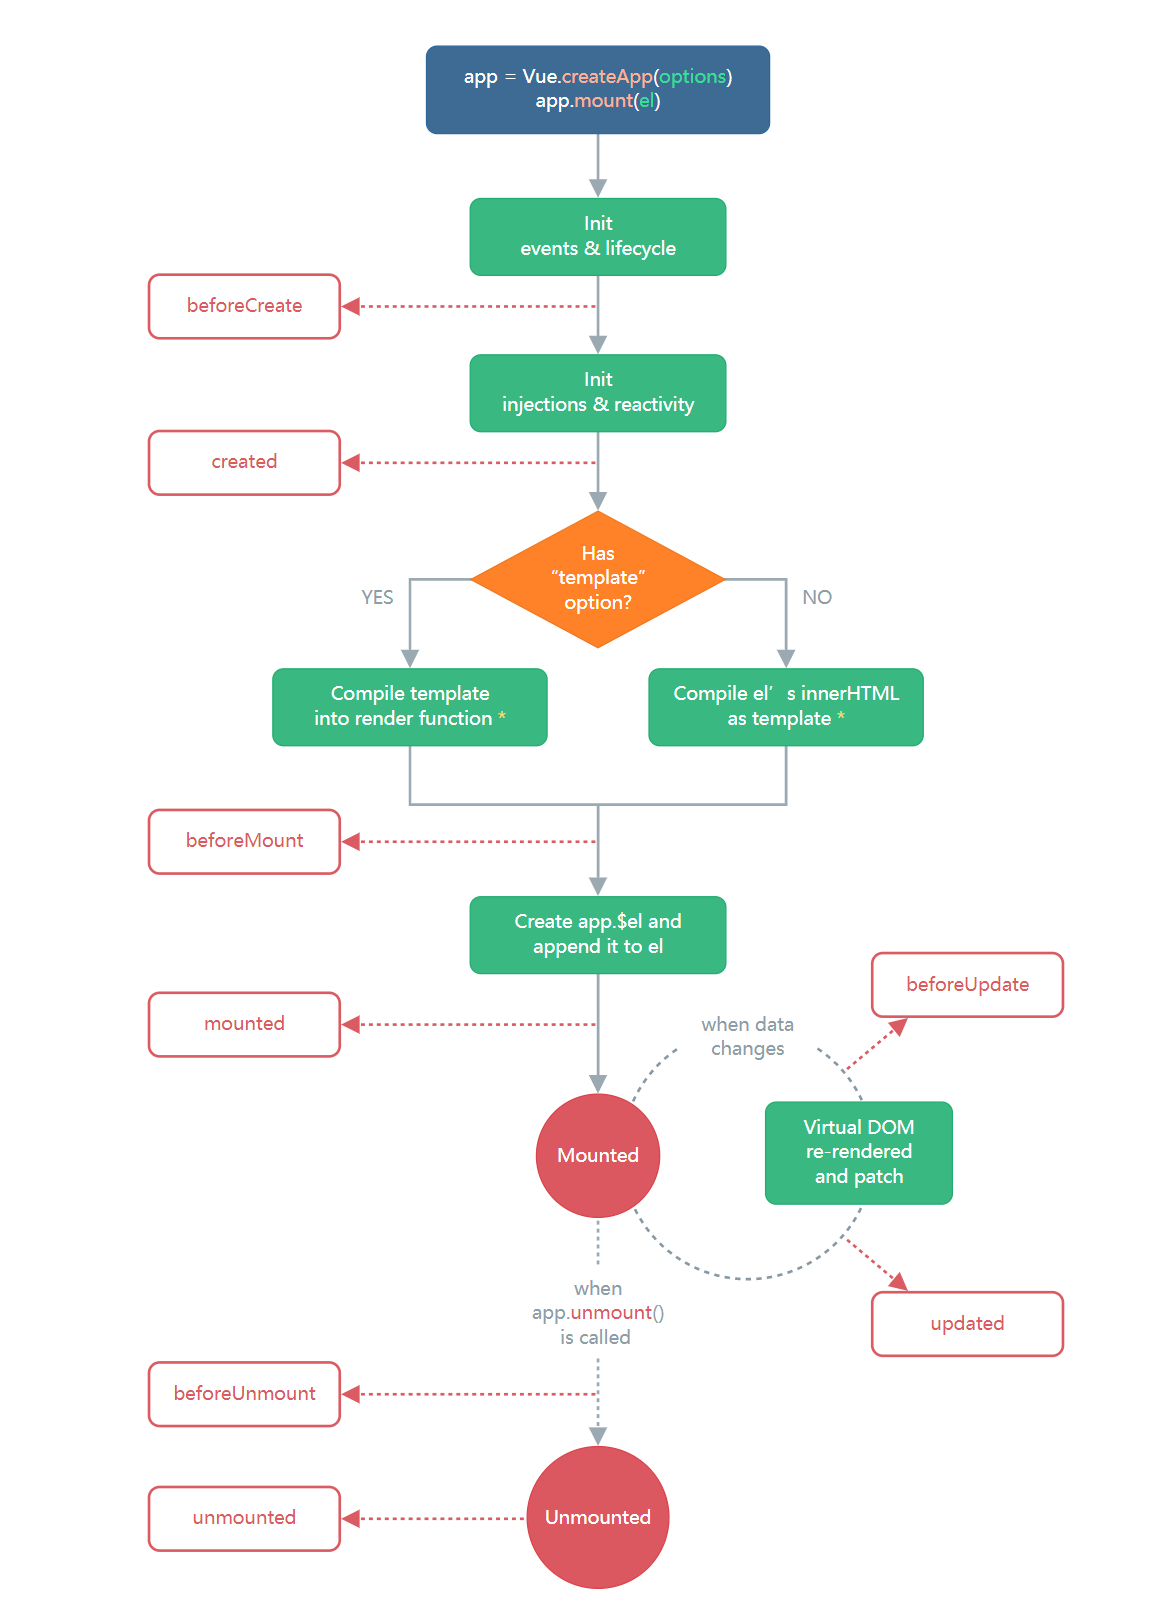 app = Vue.createApp(options)
app.mount(el)
Init
events & lifecycle
beforeCreate
Init
injections & reactivity
created
Has
“template”
option?
YES
NO
Compile template
into render function *
Compile el’s innerHTML
as template *
beforeMount
Create app.$el and
append it to el
beforeUpdate
mounted
when data
changes
Mounted
Virtual DOM
re-rendered
and patch
when
app.unmount()
is called
updated
beforeUnmount
unmounted
Unmounted